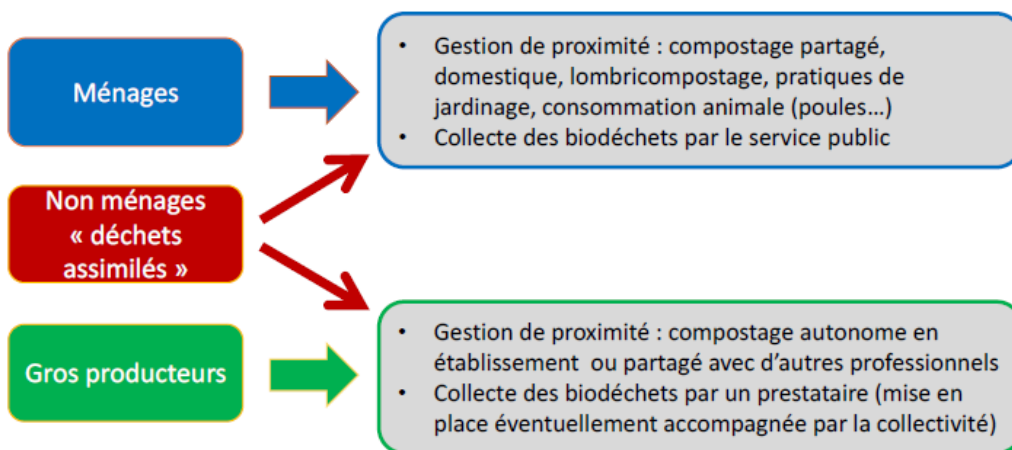 Ménages
• Gestion de proximité : compostage partagé,
domestique, lombricompostage, pratiques de
jardinage, consommation animale (poules…)
• Collecte des biodéchets par le service public
Non ménages
« déchets
assimilés »
Gros producteurs
• Gestion de proximité : compostage autonome en
établissement ou partagé avec d’autres professionnels
• Collecte des biodéchets par un prestataire (mise en
place éventuellement accompagnée par la collectivité)